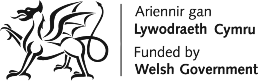 Ariennir gan
Lywodraeth Cymru
Funded by
Welsh Government